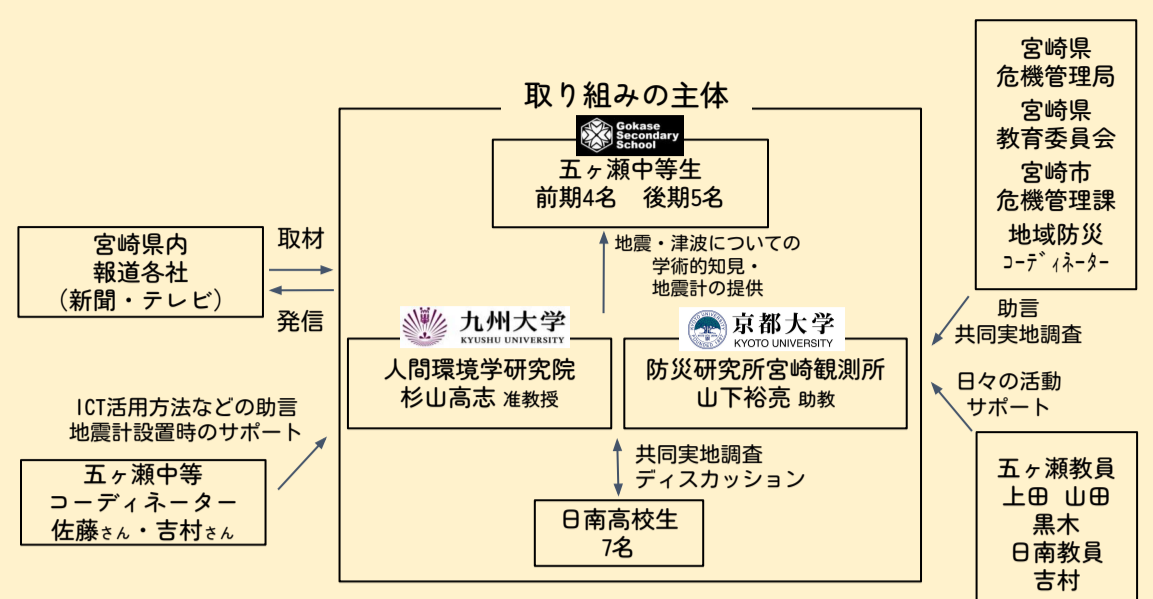 取り組みの主体
Gokase
Secondary
School
五ヶ瀬中等生
前期4名　後期5名
地震・津波についての
学術的知見・
地震計の提供
九州大学
KYUSHU UNIVERSITY
人間環境学研究院
杉山高志 准教授
京都大学
KYOTO UNIVERSITY
防災研究所宮崎観測所
山下裕亮 助教
共同実地調査
ディスカッション
日南高校生
7名
宮崎県内
報道各社
（新聞・テレビ）
取材
発信
ICT活用方法などの助言
地震計設置時のサポート
五ヶ瀬中等
コーディネーター
佐藤さん・吉村さん
宮崎県
危機管理局
宮崎県
教育委員会
宮崎市
危機管理課
地域防災
ｺｰﾃﾞｨﾈｰﾀｰ
助言
共同実地調査
日々の活動
サポート
五ヶ瀬教員
上田 山田
黒木
日南教員
吉村